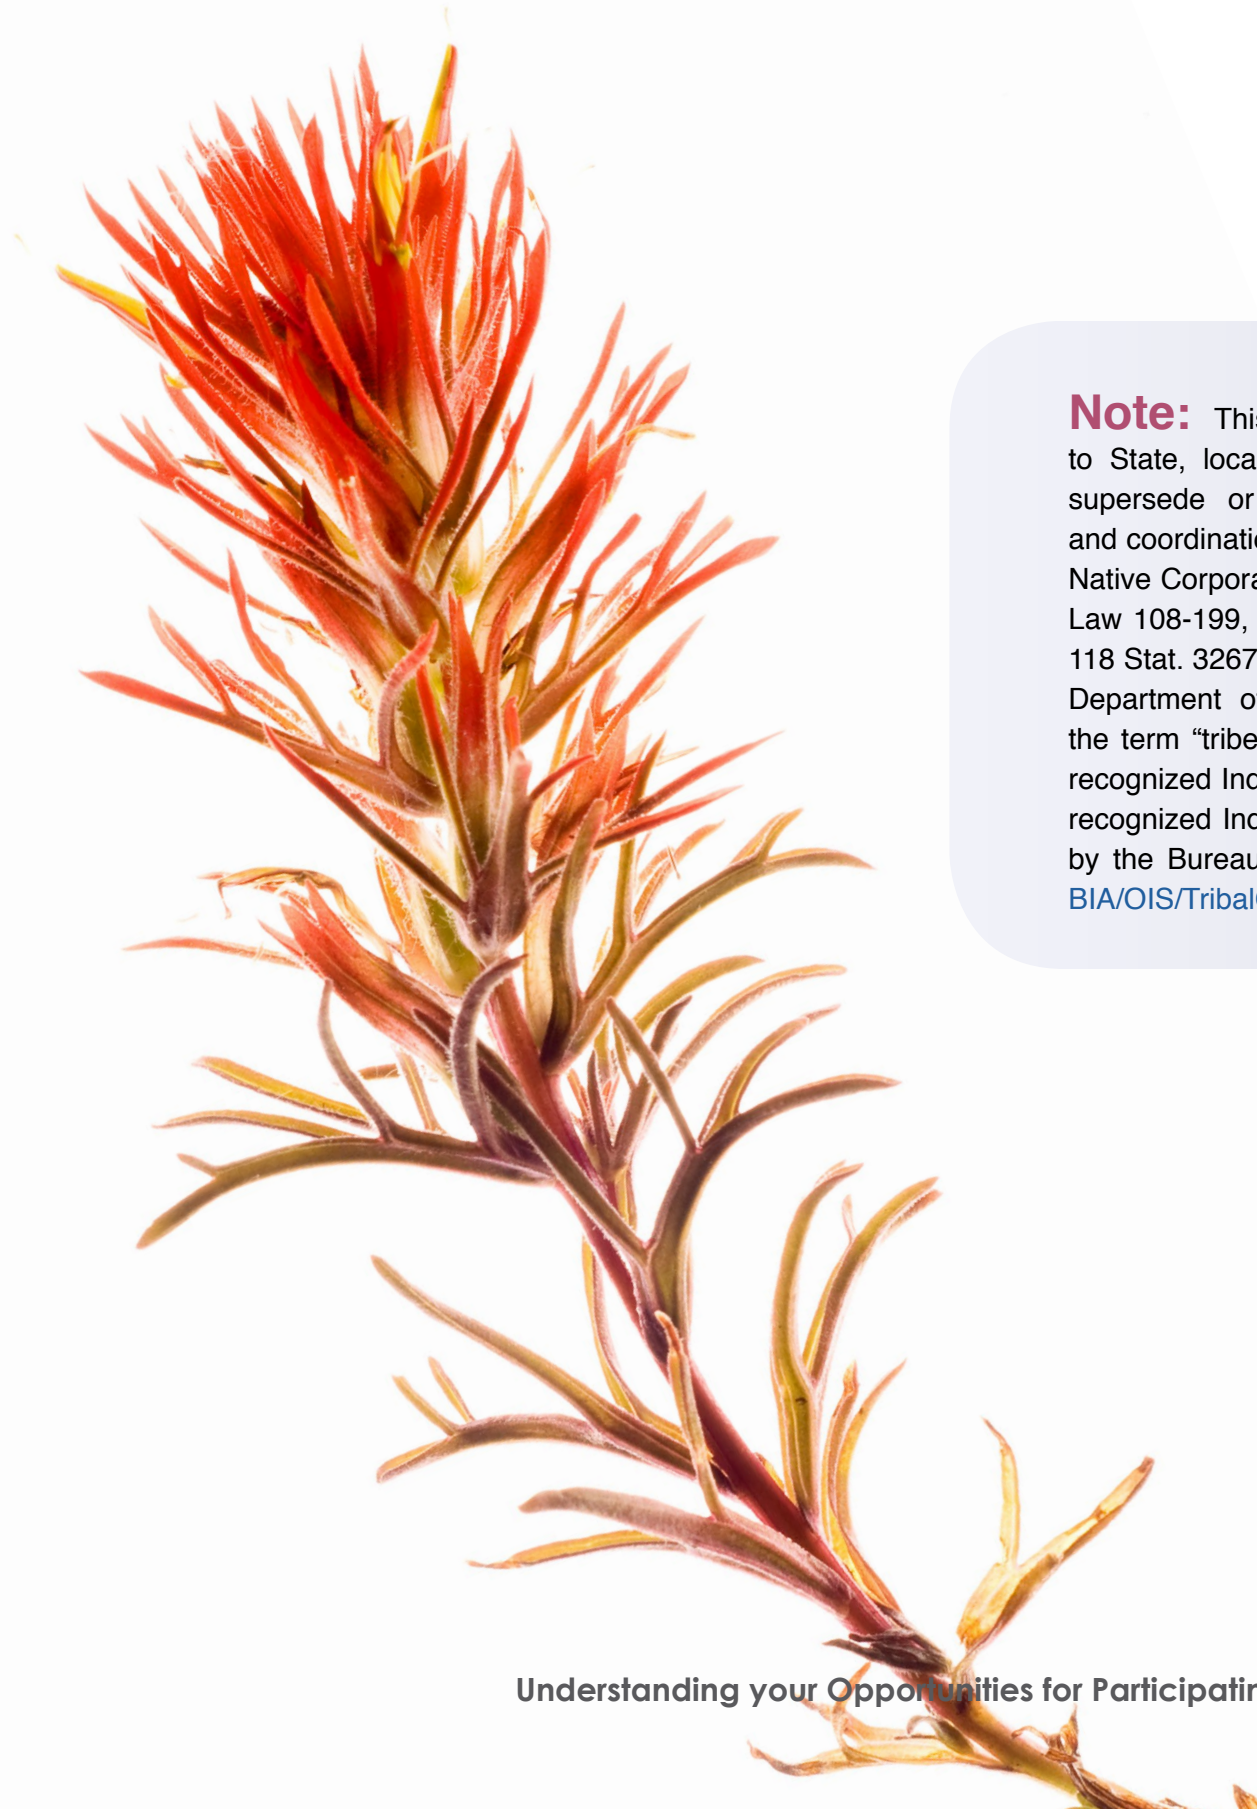 Note: This
to State, loca
supersede or
and coordinati
Native Corpora
Law 108-199,
118 Stat. 3267
Department o
the term “tribe
recognized Ind
recognized Ind
by the Bureau
BIA/OIS/Tribal
Understanding your Opportunities for Participatin